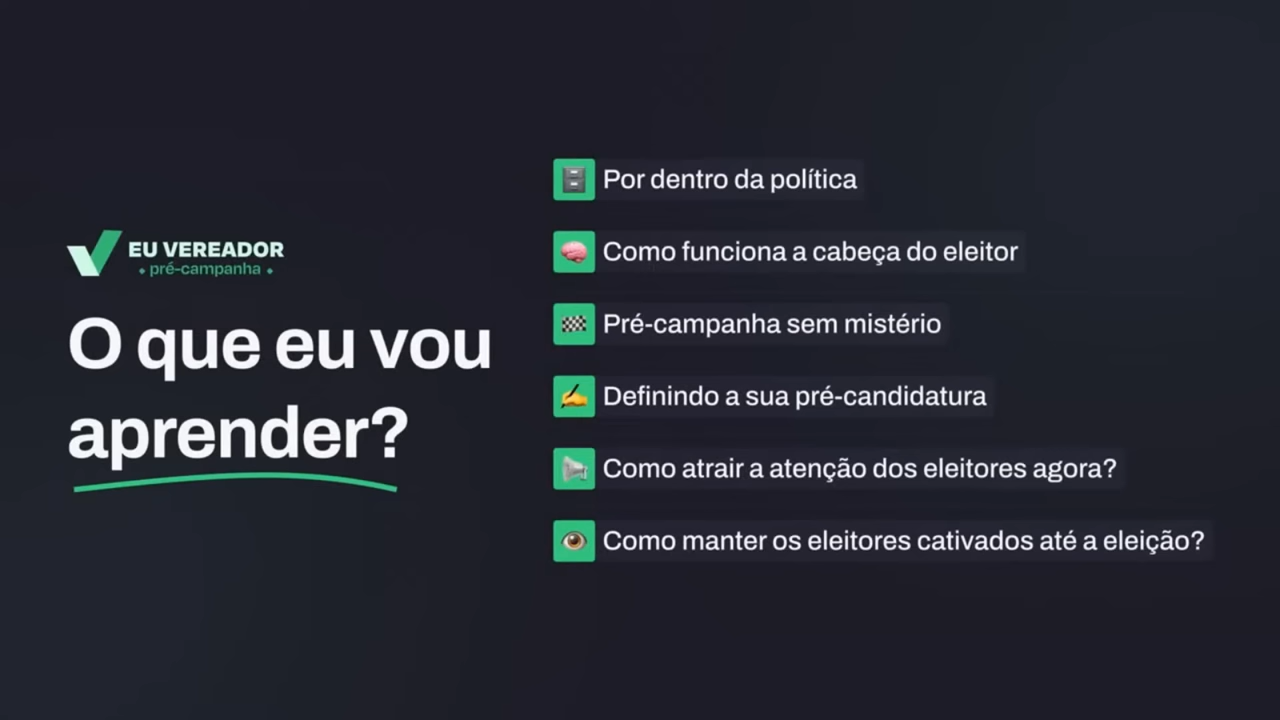 EU VEREADOR
pré-campanha
O que eu vou
aprender?
Por dentro da política
Como funciona a cabeça do eleitor
Pré-campanha sem mistério
Definindo a sua pré-candidatura
Como atrair a atenção dos eleitores agora?
Como manter os eleitores cativados até a eleição?